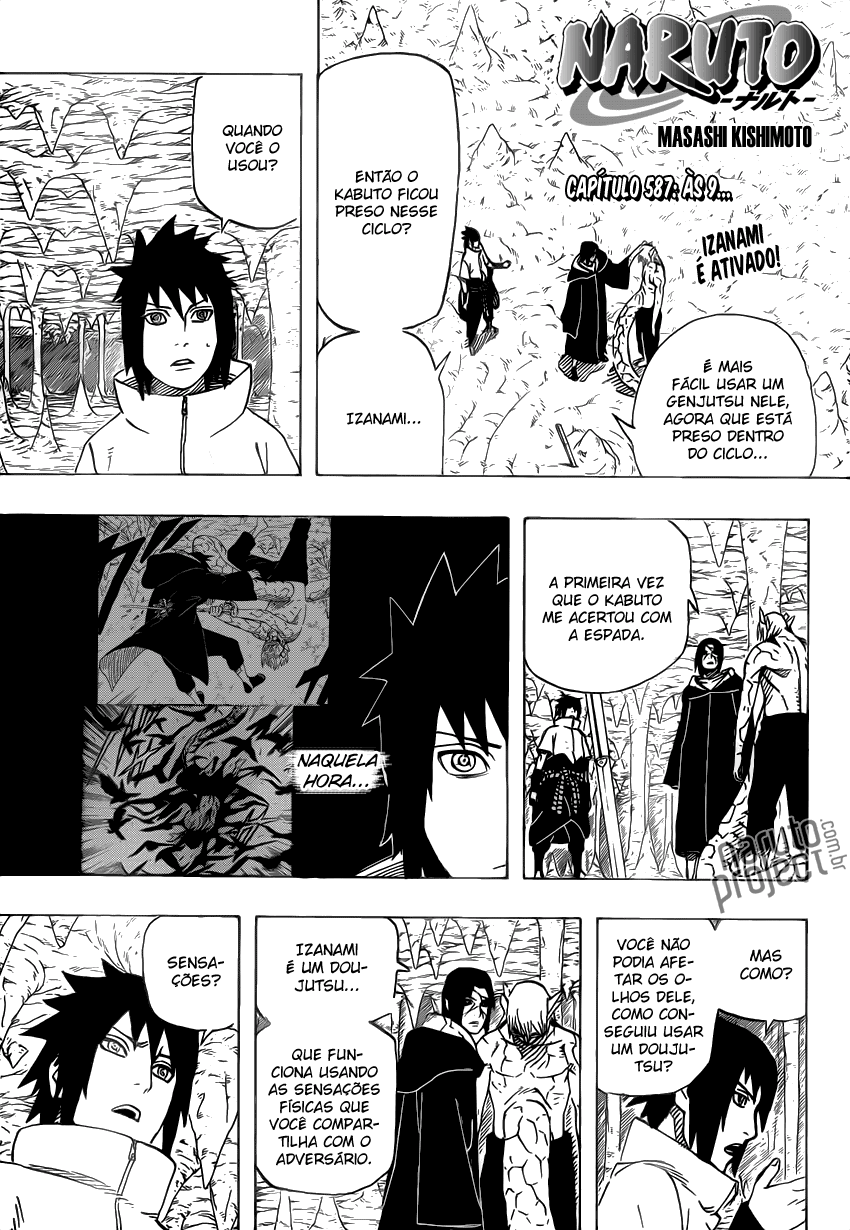 NARUTO
-ナルト-
MASASHI KISHIMOTO
CAPÍTULO 587: ÀS 9...
IZANAMI
É ATIVADO!
ENTÃO O
KABUTO FICOU
PRESO NESSE
CICLO?
IZANAMI...
É MAIS
FÁCIL USAR UM
GENJUTSU NELE,
AGORA QUE ESTÁ
PRESO DENTRO
DO CICLO...
QUANDO
VOCÊ O
USOU?
A PRIMEIRA VEZ
QUE O KABUTO
ME ACERTOU COM
A ESPADA.
NAQUELA
HORA...
naruto
project
.com.br
MAS
COMO?
VOCÊ NÃO
PODIA AFE-
TAR OS O-
LHOS DELE,
COMO CON-
SEGUIU USAR
UM DOUJU-
TSU?
IZANAMI
É UM DOU-
JUTSU...
QUE FUN-
CIONA USANDO
AS SENSAÇÕES
FÍSICAS QUE
VOCÊ COMPAR-
TILHA COM O
ADVERSÁRIO.
SENSA-
ÇÕES?